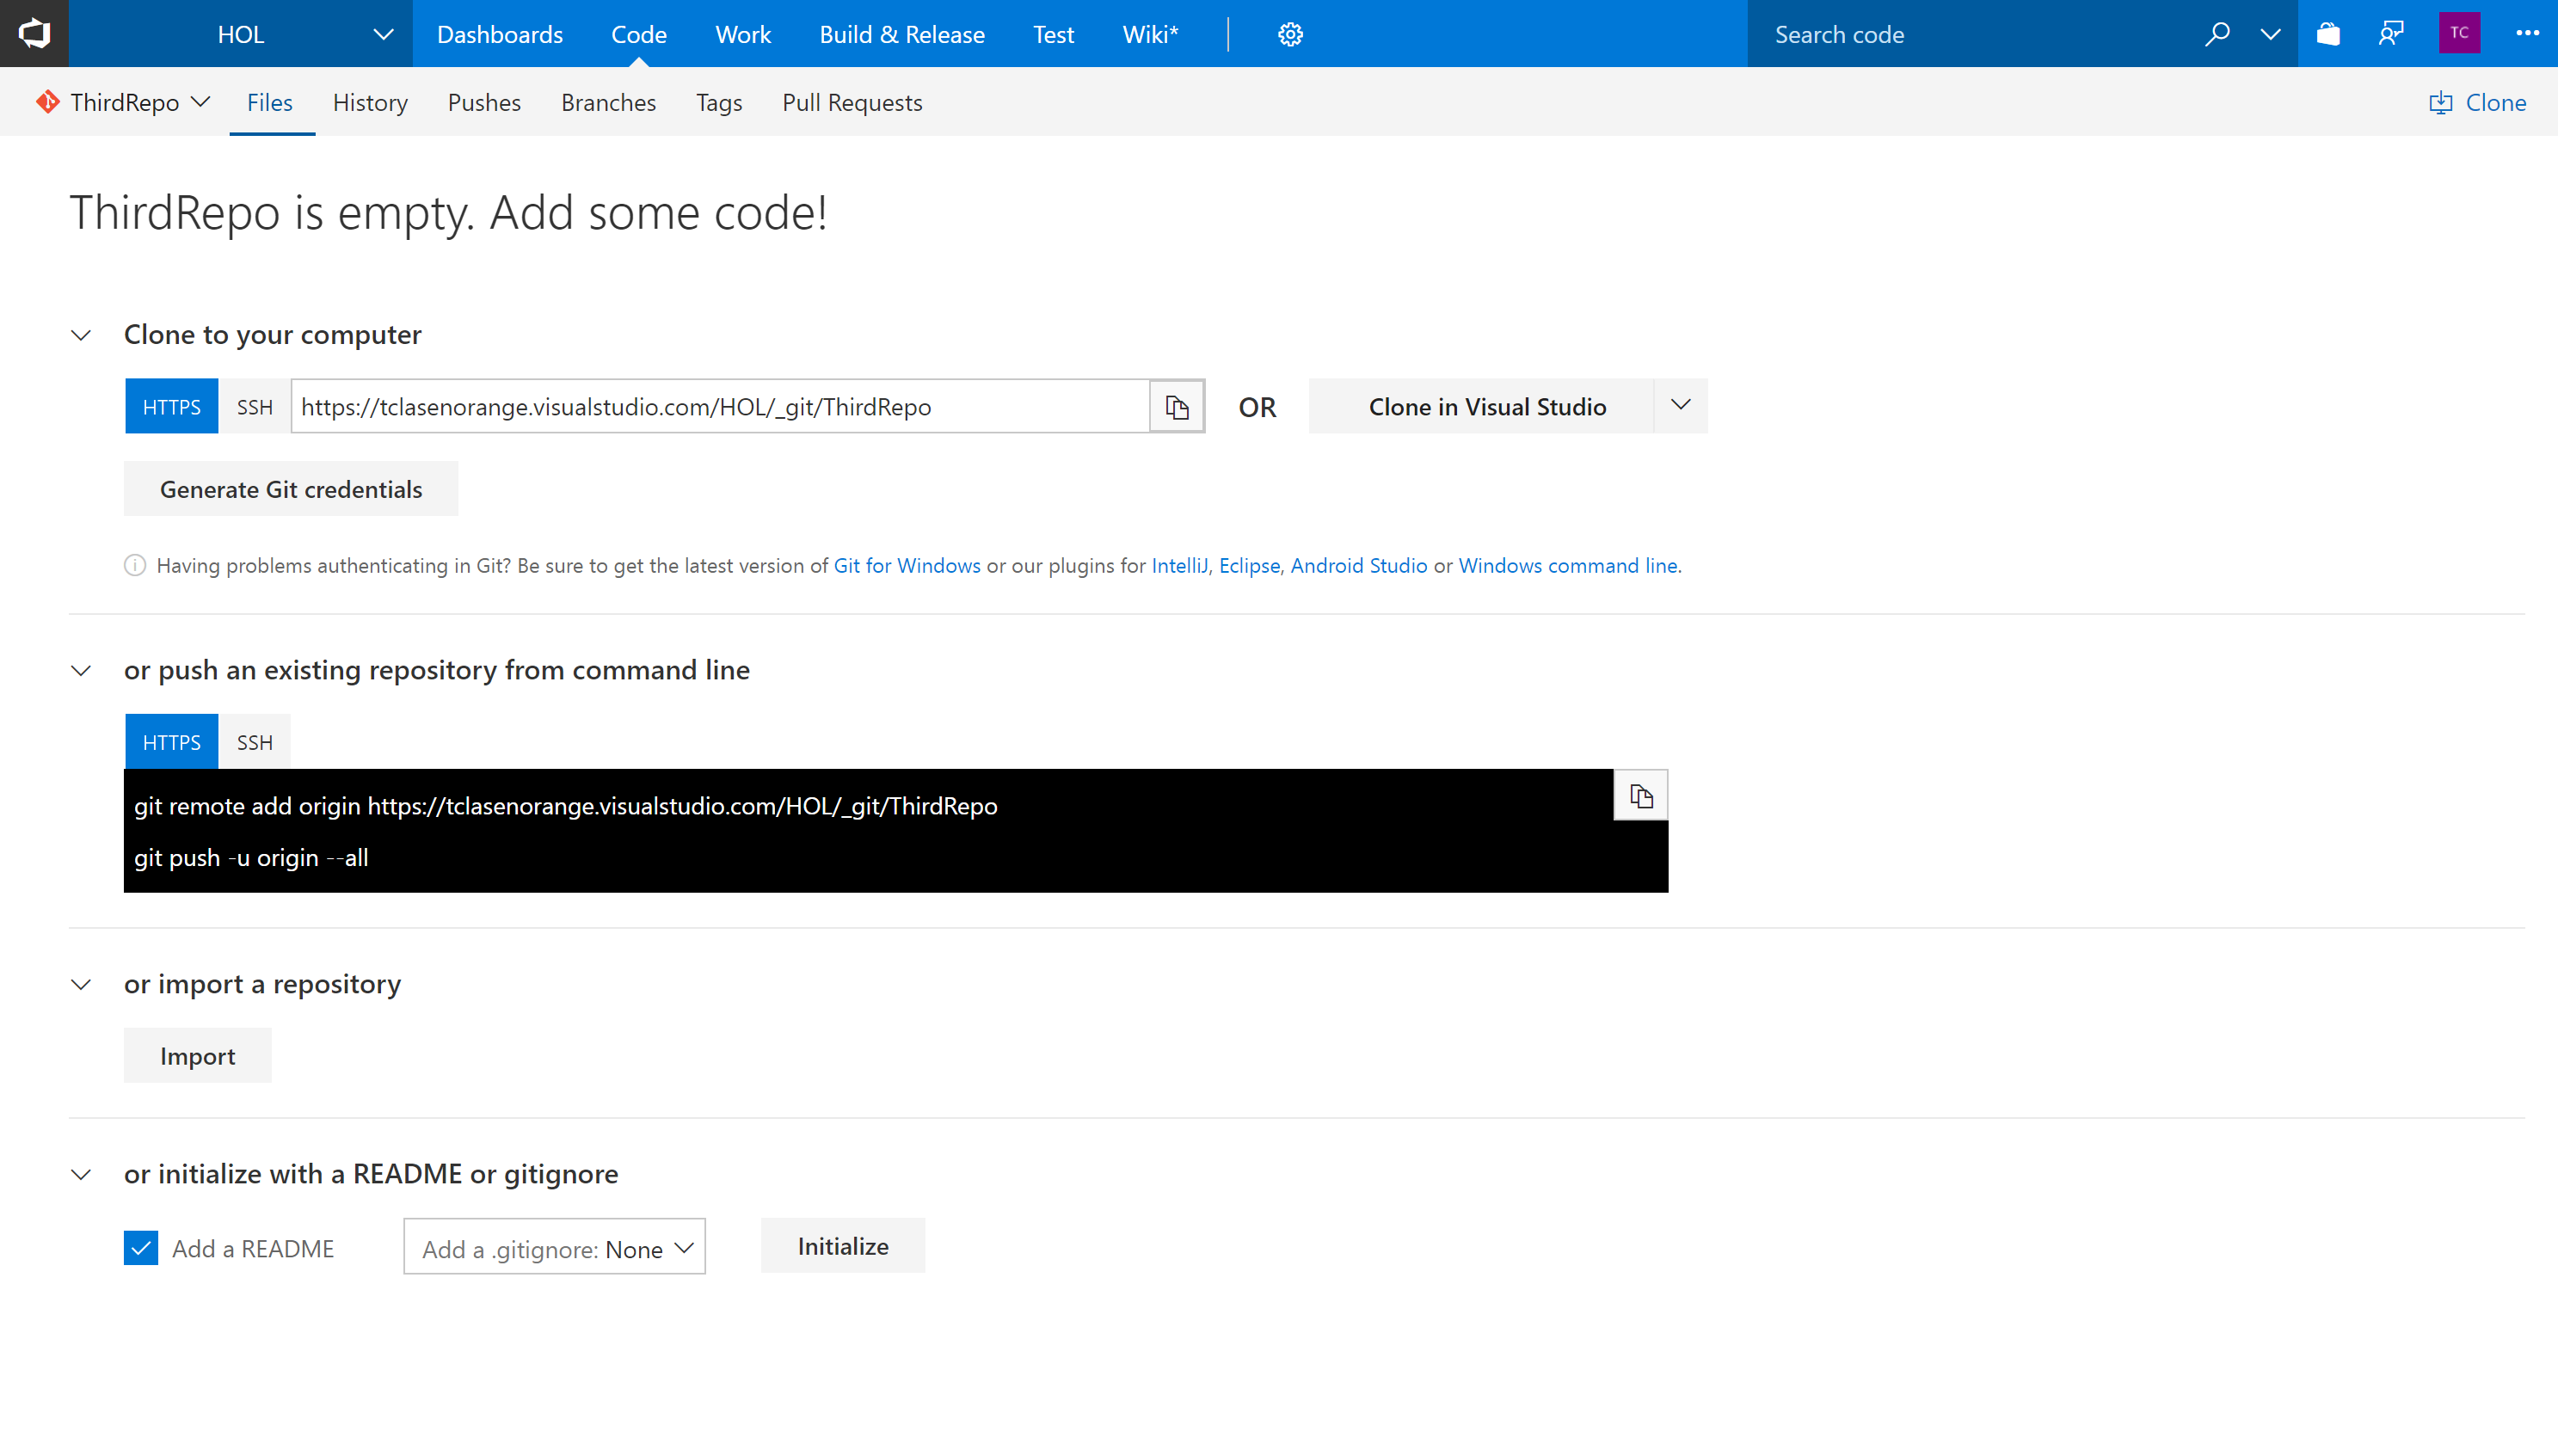 HOL Dashboards Code Work Build & Release Test Wiki* Search code TC
ThirdRepo Files History Pushes Branches Tags Pull Requests Clone
ThirdRepo is empty. Add some code!
Clone to your computer
HTTPS SSH https://tclasenorange.visualstudio.com/HOL/_git/ThirdRepo OR Clone in Visual Studio
Generate Git credentials
Having problems authenticating in Git? Be sure to get the latest version of Git for Windows or our plugins for IntelliJ, Eclipse, Android Studio or Windows command line.
or push an existing repository from command line
HTTPS SSH
git remote add origin https://tclasenorange.visualstudio.com/HOL/_git/ThirdRepo
git push -u origin --all
or import a repository
Import
or initialize with a README or gitignore
Add a README Add a .gitignore: None Initialize